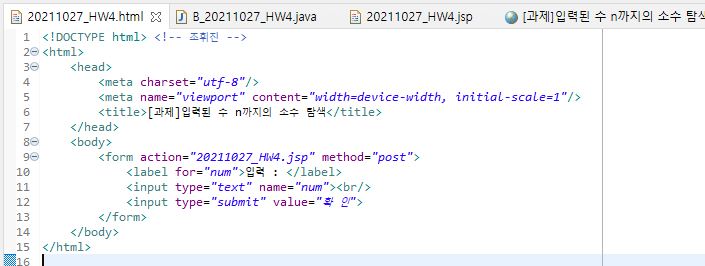 20211027_HW4.html B_20211027_HW4.java 20211027_HW4.jsp [과제]입력된 수 n까지의 소수 탐색
1 <!DOCTYPE html> <!-- 조휘진 -->
2 <html>
3 <head>
4 <meta charset="utf-8"/>
5 <meta name="viewport" content="width=device-width, initial-scale=1"/>
6 <title>[과제]입력된 수 n까지의 소수 탐색</title>
7 </head>
8 <body>
9 <form action="20211027_HW4.jsp" method="post">
10 <label for="num">입력 : </label>
11 <input type="text" name="num"><br/>
12 <input type="submit" value="확 인">
13 </form>
14 </body>
15 </html>
16